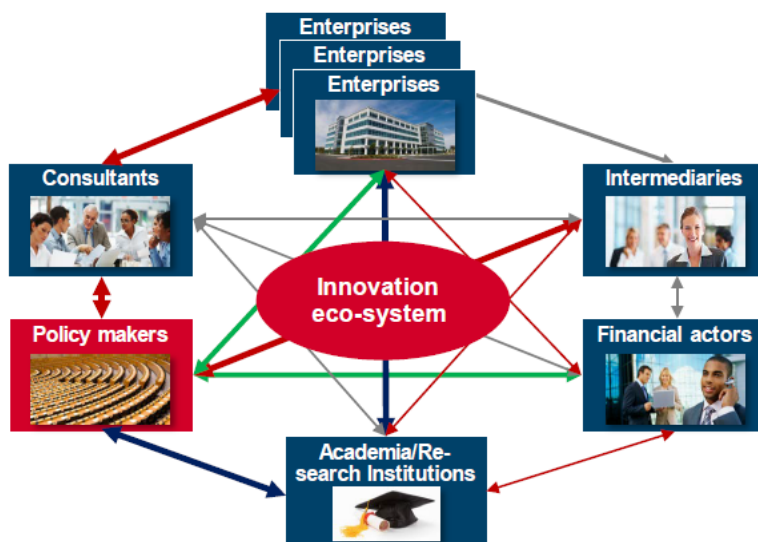 Enterprises
Enterprises
Enterprises
Consultants
Intermediaries
Innovation
eco-system
Policy makers
Financial actors
Academia/Re-
search Institutions